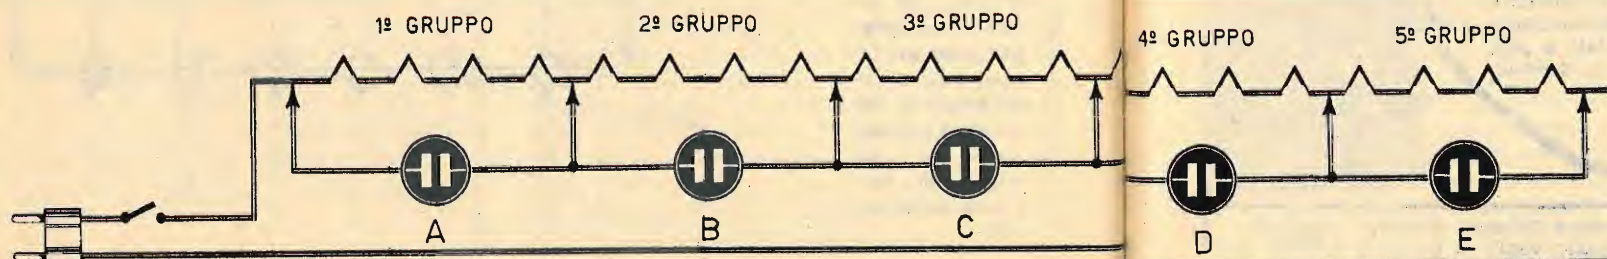 1º GRUPPO 2º GRUPPO 3º GRUPPO 4º GRUPPO 5º GRUPPO
A B C D E